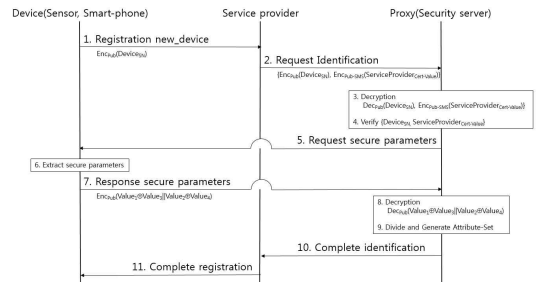 Device(Sensor, Smart-phone)
Service provider
Proxy(Security server)
1. Registration new_device
Enc_Pub(Device_SN)
2. Request Identification
{Enc_Pub(Device_SN), Enc_Pub-SMS(ServiceProvider_Cert-Value)}
3. Decryption
Dec_Pub(Device_SN), Enc_Pub-SMS(ServiceProvider_Cert-Value)}
4. Verify {Device_SN, ServiceProvider_Cert-Value}
5. Request secure parameters
6. Extract secure parameters
7. Response secure parameters
Enc_Pub(Value_1⊕Value_3||Value_2⊕Value_4)
8. Decryption
Dec_Pub(Value_1⊕Value_3||Value_2⊕Value_4)
9. Divide and Generate Attribute-Set
10. Complete identification
11. Complete registration